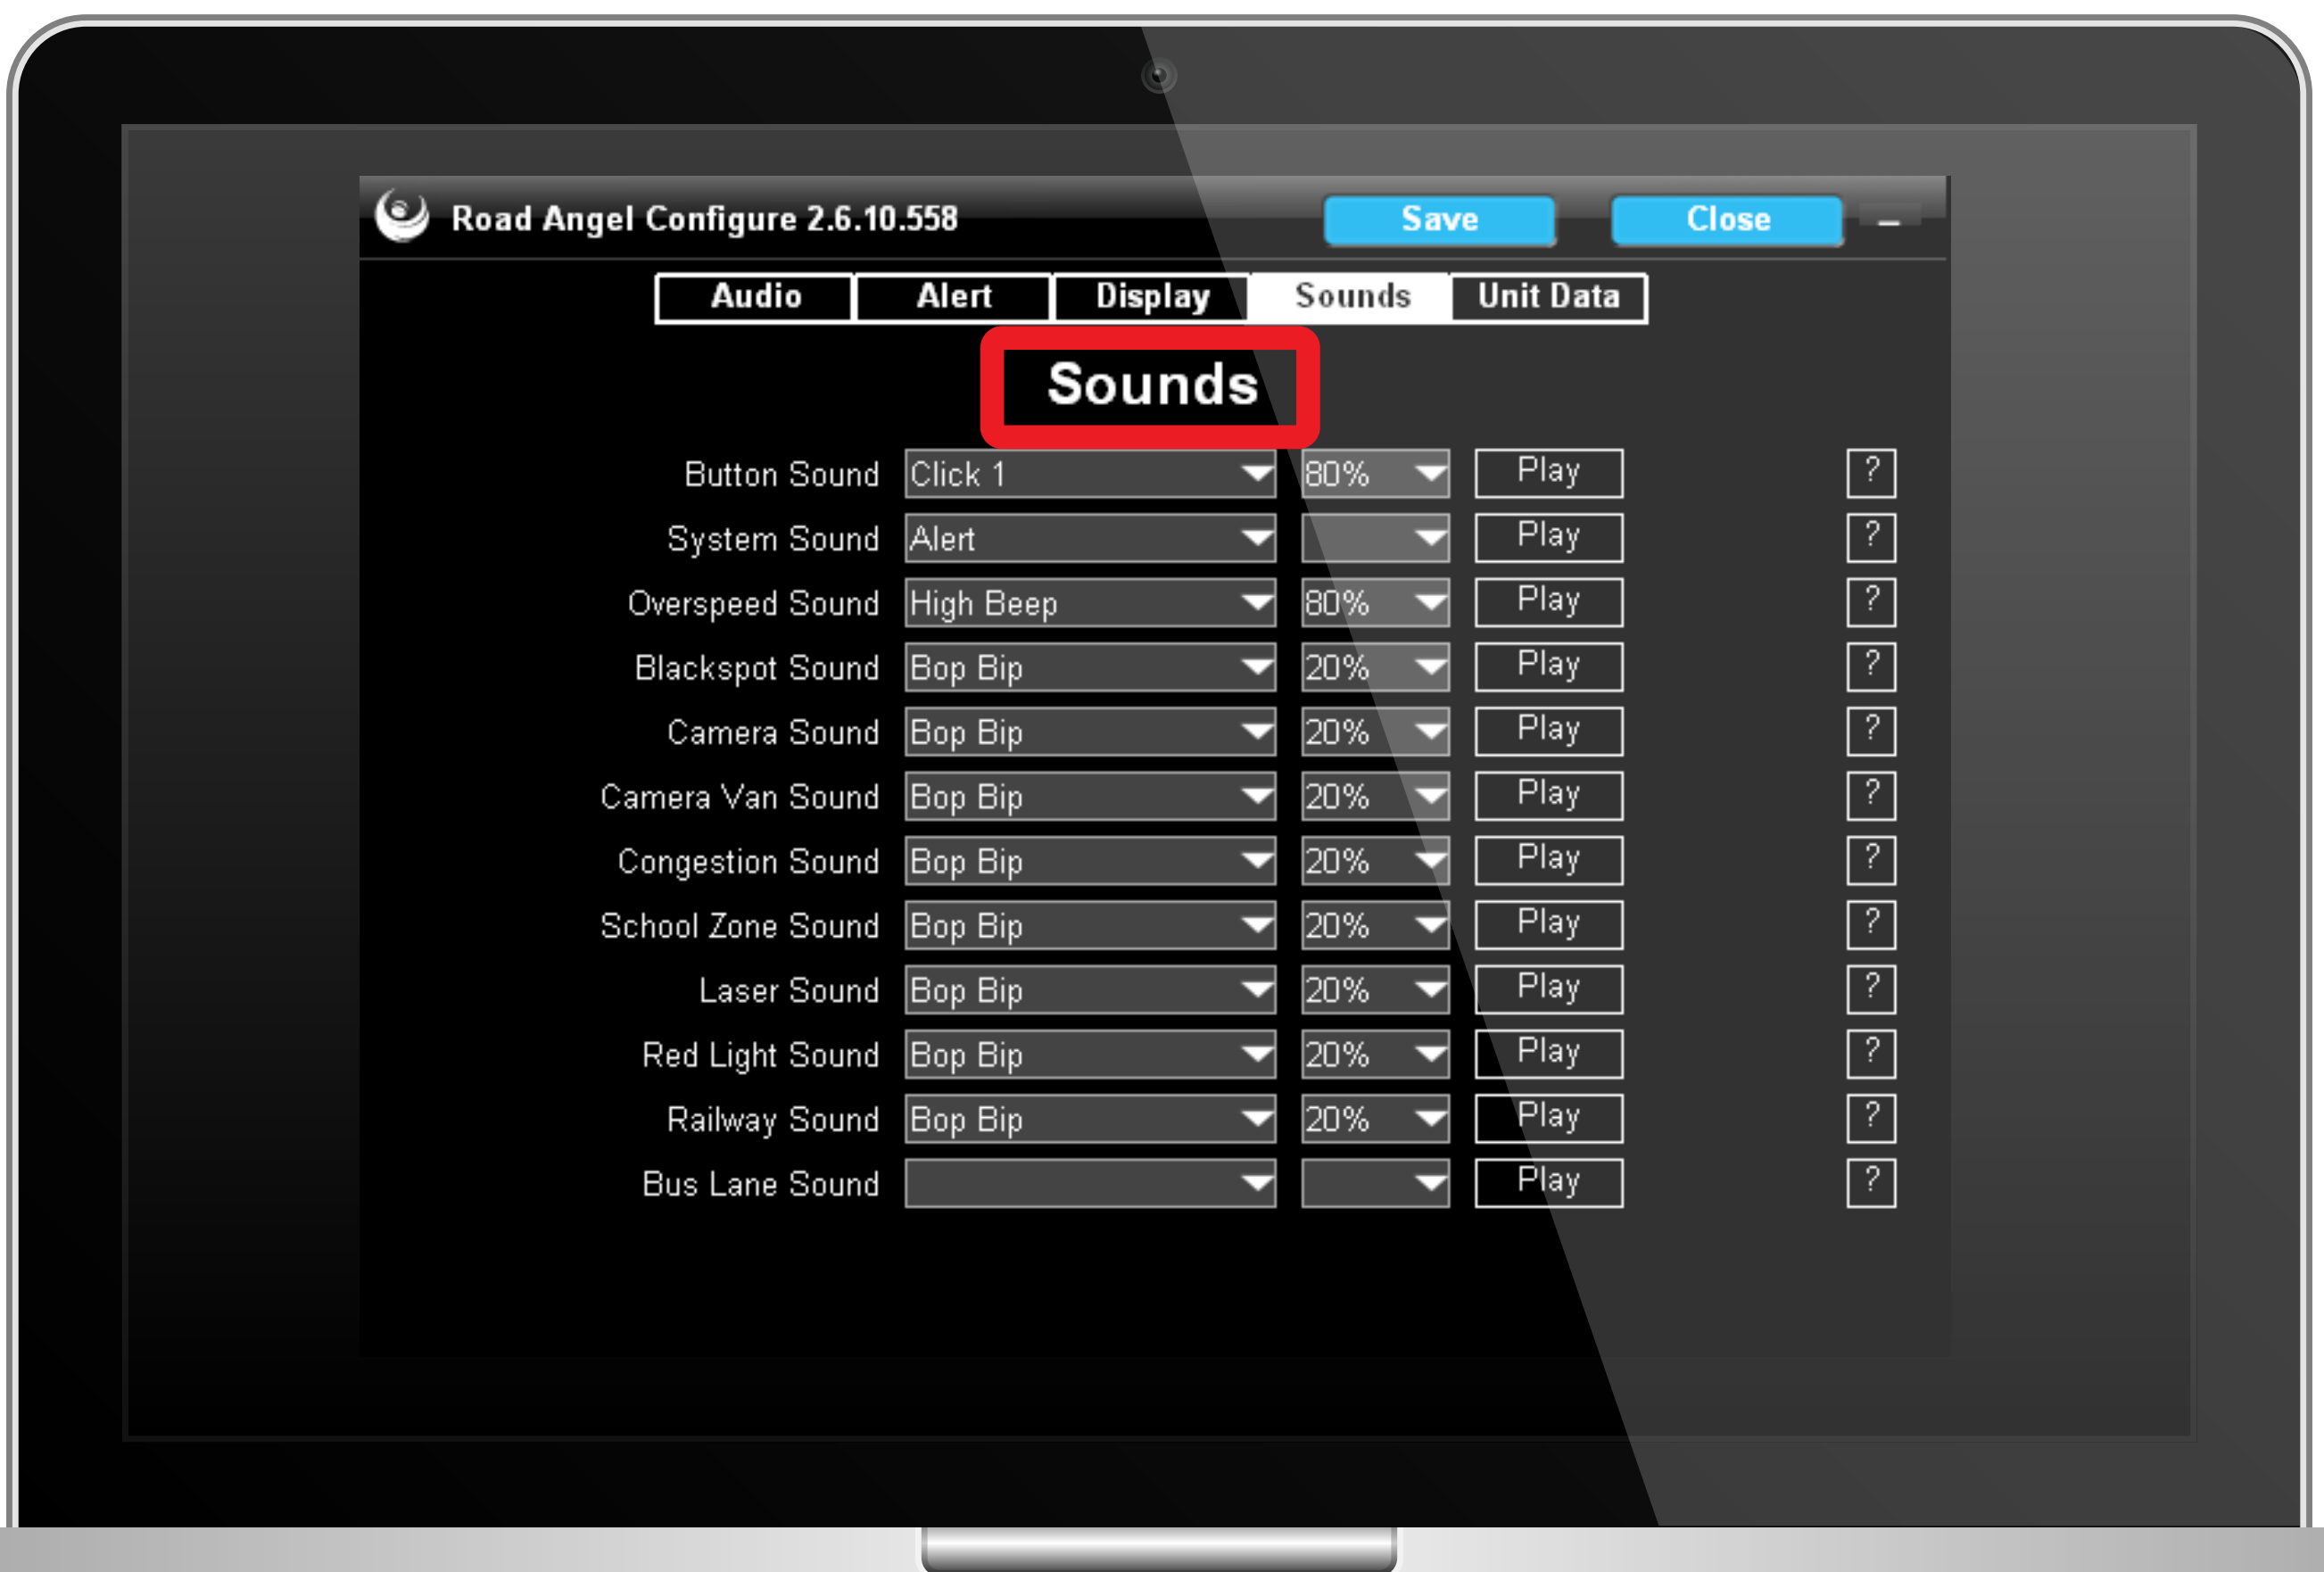 Road Angel Configure 2.6.10.558 Save Close
Audio Alert Display Sounds Unit Data
Sounds
Button Sound Click 1 80% Play ?
System Sound Alert Play ?
Overspeed Sound High Beep 80% Play ?
Blackspot Sound Bop Bip 20% Play ?
Camera Sound Bop Bip 20% Play ?
Camera Van Sound Bop Bip 20% Play ?
Congestion Sound Bop Bip 20% Play ?
School Zone Sound Bop Bip 20% Play ?
Laser Sound Bop Bip 20% Play ?
Red Light Sound Bop Bip 20% Play ?
Railway Sound Bop Bip 20% Play ?
Bus Lane Sound Play ?